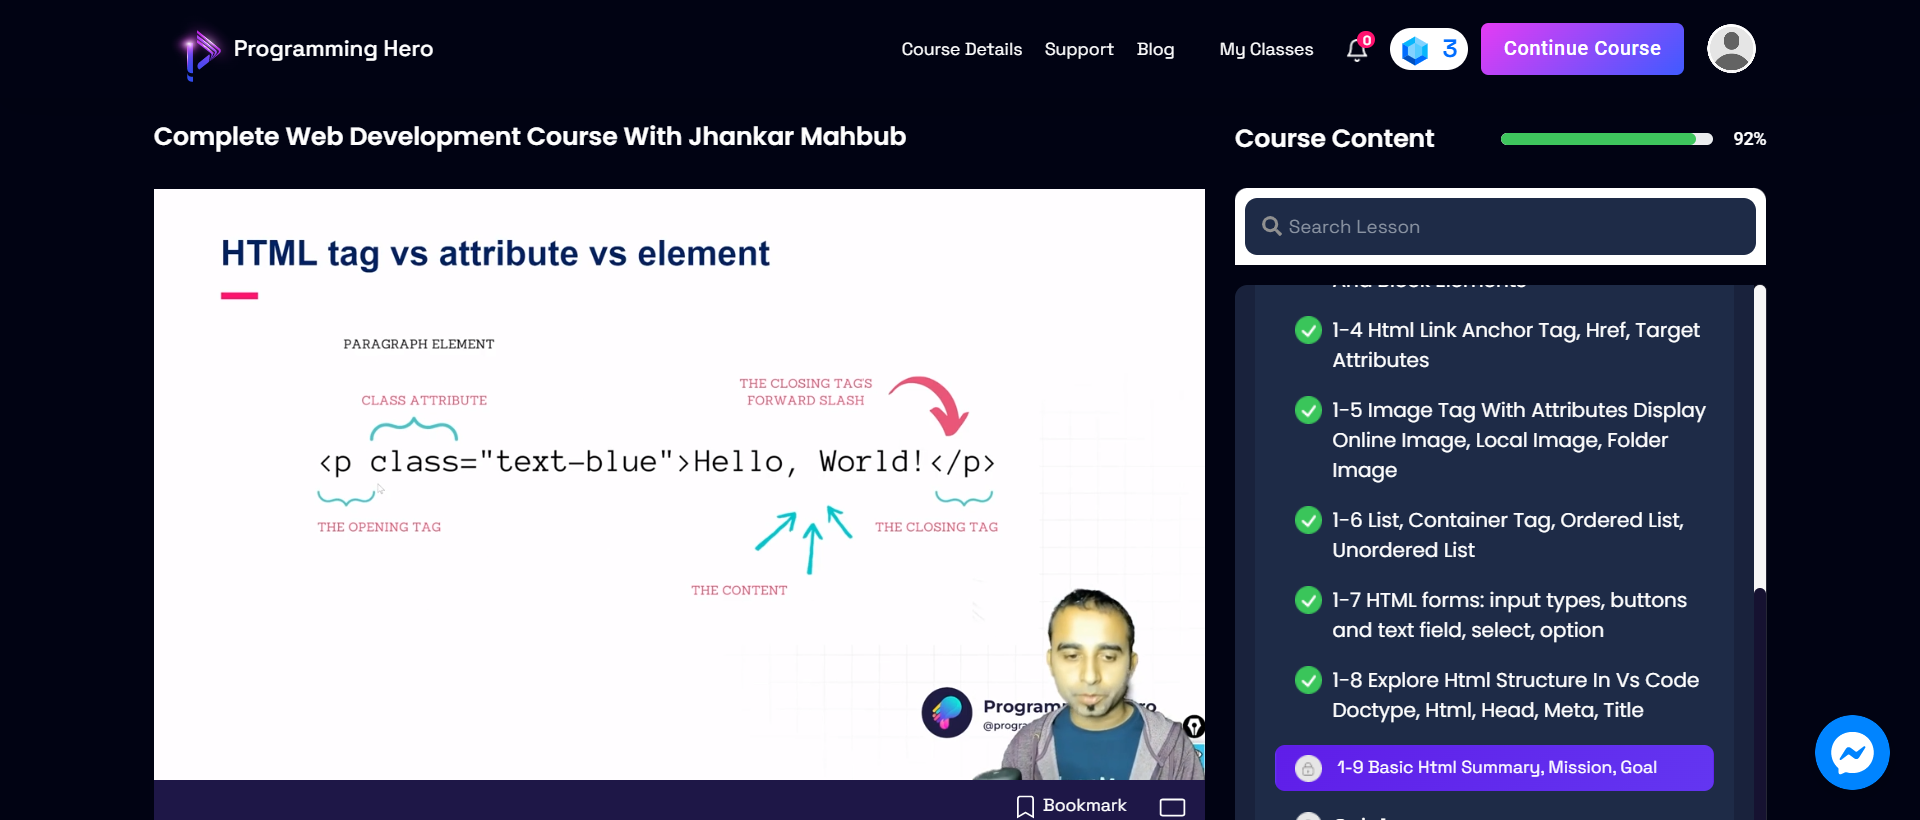 Programming Hero
Course Details
Support
Blog
My Classes
0
3
Continue Course
Complete Web Development Course With Jhankar Mahbub
Course Content
92%
HTML tag vs attribute vs element
PARAGRAPH ELEMENT
CLASS ATTRIBUTE
THE CLOSING TAG'S
FORWARD SLASH
<p class="text-blue">Hello, World!</p>
THE OPENING TAG
THE CLOSING TAG
THE CONTENT
Bookmark
Search Lesson
And Block Elements
1-4 Html Link Anchor Tag, Href, Target
Attributes
1-5 Image Tag With Attributes Display
Online Image, Local Image, Folder
Image
1-6 List, Container Tag, Ordered List,
Unordered List
1-7 HTML forms: input types, buttons
and text field, select, option
1-8 Explore Html Structure In Vs Code
Doctype, Html, Head, Meta, Title
1-9 Basic Html Summary, Mission, Goal